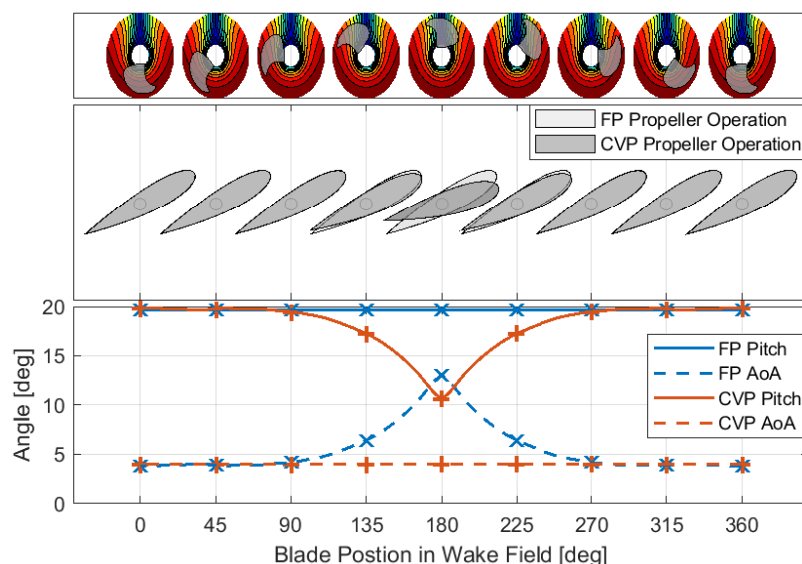 FP Propeller Operation
CVP Propeller Operation
20
15
10
5
0
Angle [deg]
FP Pitch
FP AoA
CVP Pitch
CVP AoA
0 45 90 135 180 225 270 315 360
Blade Postion in Wake Field [deg]